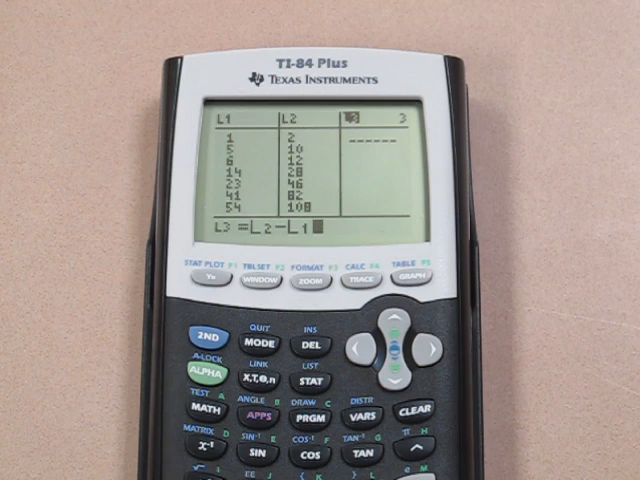 TI-84 Plus
TEXAS INSTRUMENTS
L1 L2 L3 3
1 2 ------
5 10
6 12
14 28
23 46
41 82
54 108
L3 =L2-L1
STAT PLOT F1 TBLSET F2 FORMAT F3 CALC F4 TABLE F5
Y= WINDOW ZOOM TRACE GRAPH
QUIT INS
2ND MODE DEL
A-LOCK LINK LIST
ALPHA X,T,Θ,n STAT
TEST A ANGLE B DRAW C DISTR
MATH APPS PRGM VARS CLEAR
MATRIX D SIN⁻¹ E COS⁻¹ F TAN⁻¹ G π H
x⁻¹ SIN COS TAN ^
√ I EE J { K } L e M